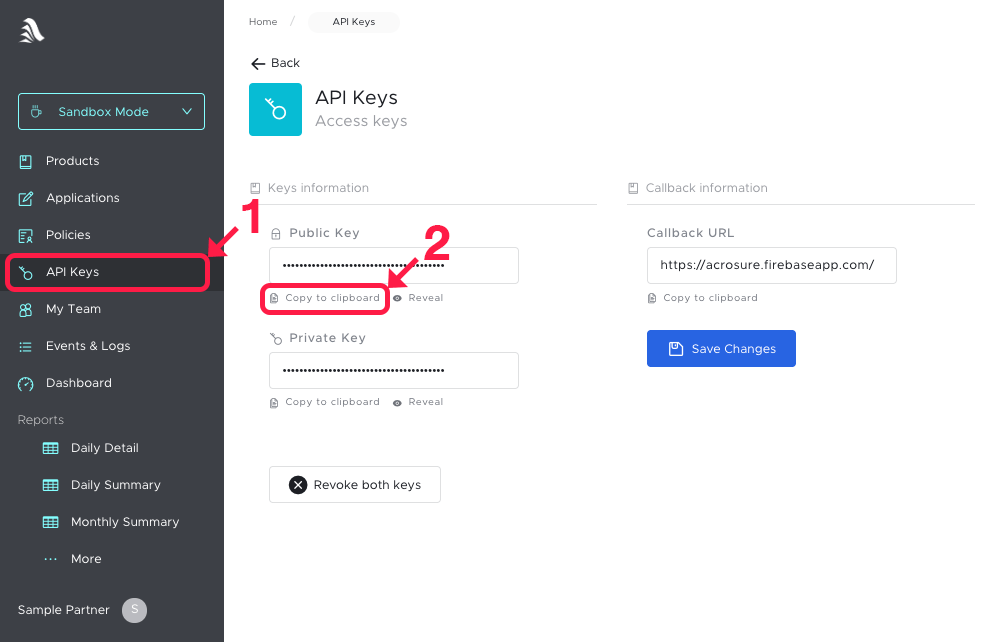 Home / API Keys
Back
API Keys
Access keys
Sandbox Mode
Products
Applications
Policies
API Keys
My Team
Events & Logs
Dashboard
Reports
Daily Detail
Daily Summary
Monthly Summary
More
Sample Partner S
1
Keys information
Public Key
2
••••••••••••••••••••••••••••••••••••••••
Copy to clipboard Reveal
Private Key
••••••••••••••••••••••••••••••••••••••••
Copy to clipboard Reveal
Revoke both keys
Callback information
Callback URL
https://acrosure.firebaseapp.com/
Copy to clipboard
Save Changes